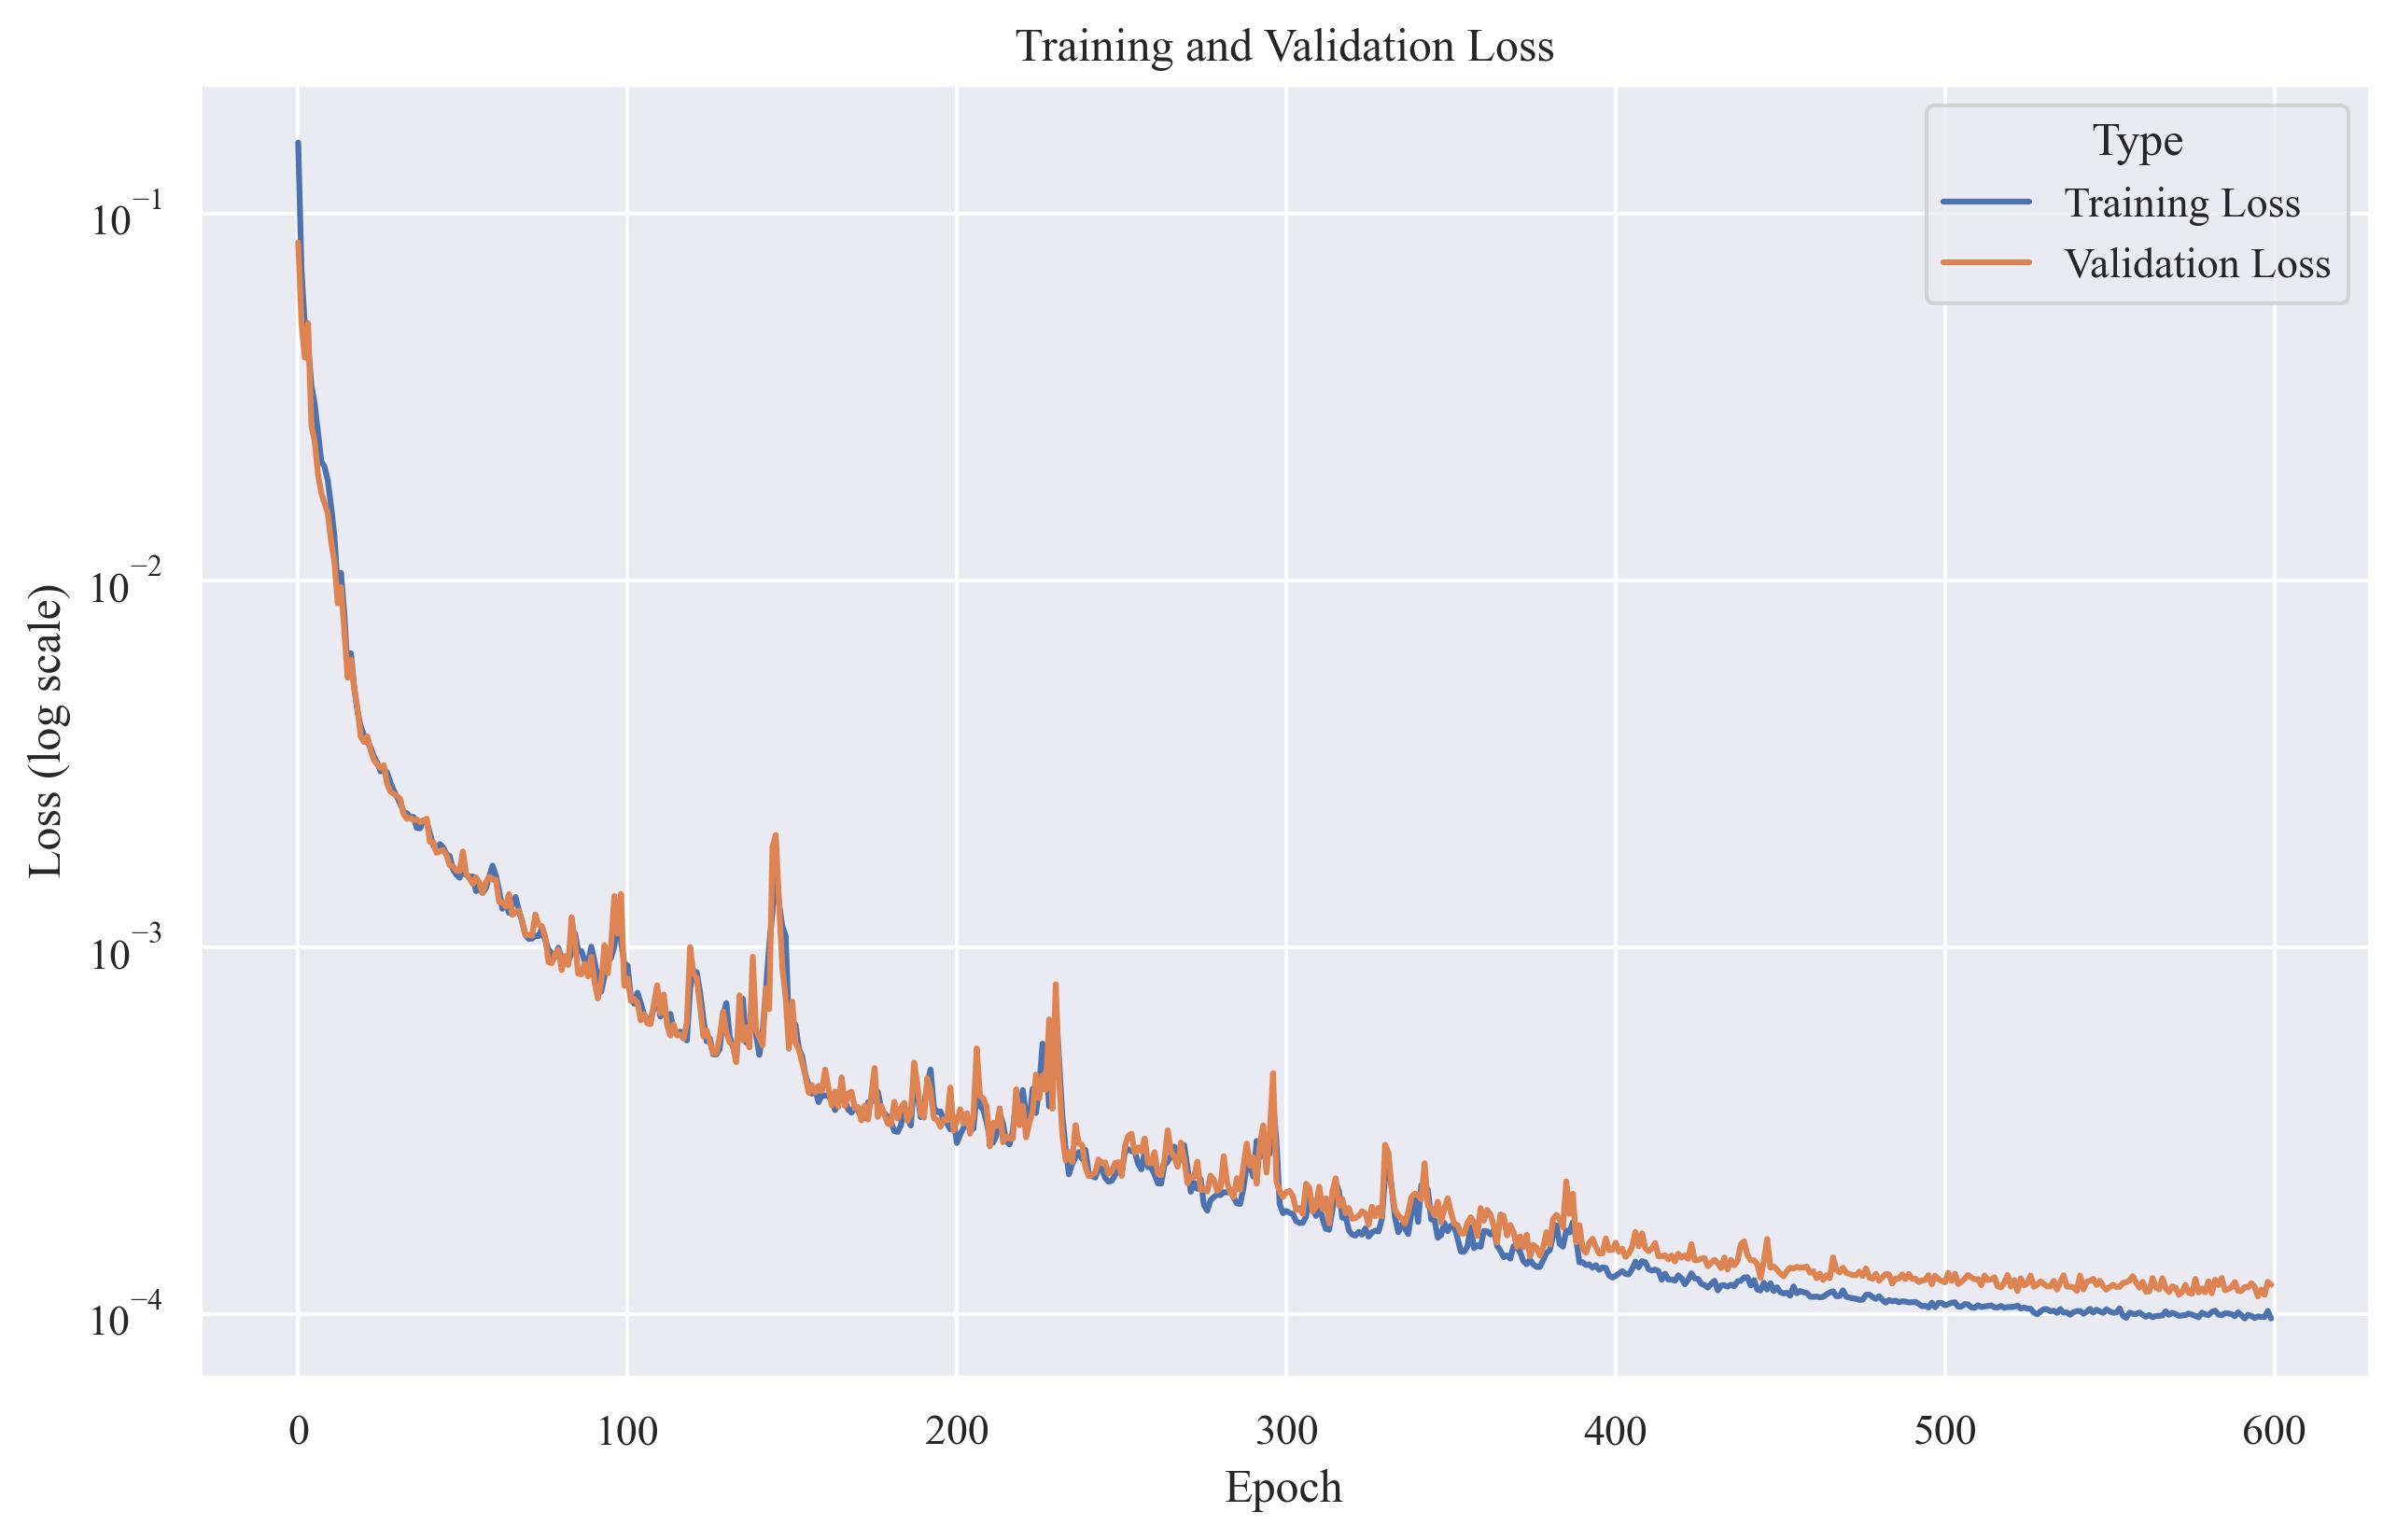 Training and Validation Loss
Type
Training Loss
Validation Loss
Loss (log scale)
10⁻¹
10⁻²
10⁻³
10⁻⁴
0 100 200 300 400 500 600
Epoch